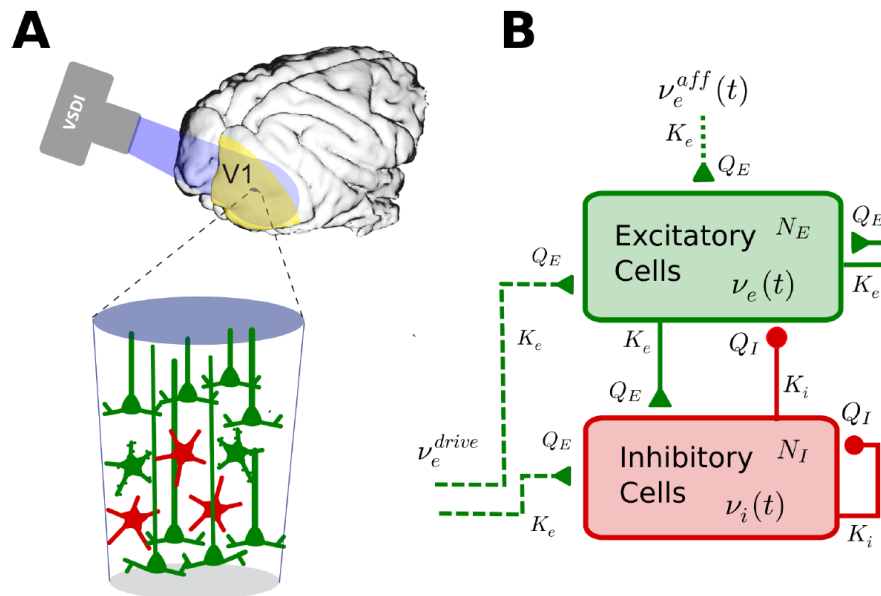 A
VSDI
V1
B
ν_e^{aff}(t)
K_e
Q_E
Excitatory
Cells
N_E
ν_e(t)
Q_E
K_e
Q_E
K_e
K_e
Q_I
Q_E
K_i
ν_e^{drive}
Q_E
K_e
Inhibitory
Cells
N_I
ν_i(t)
Q_I
K_i